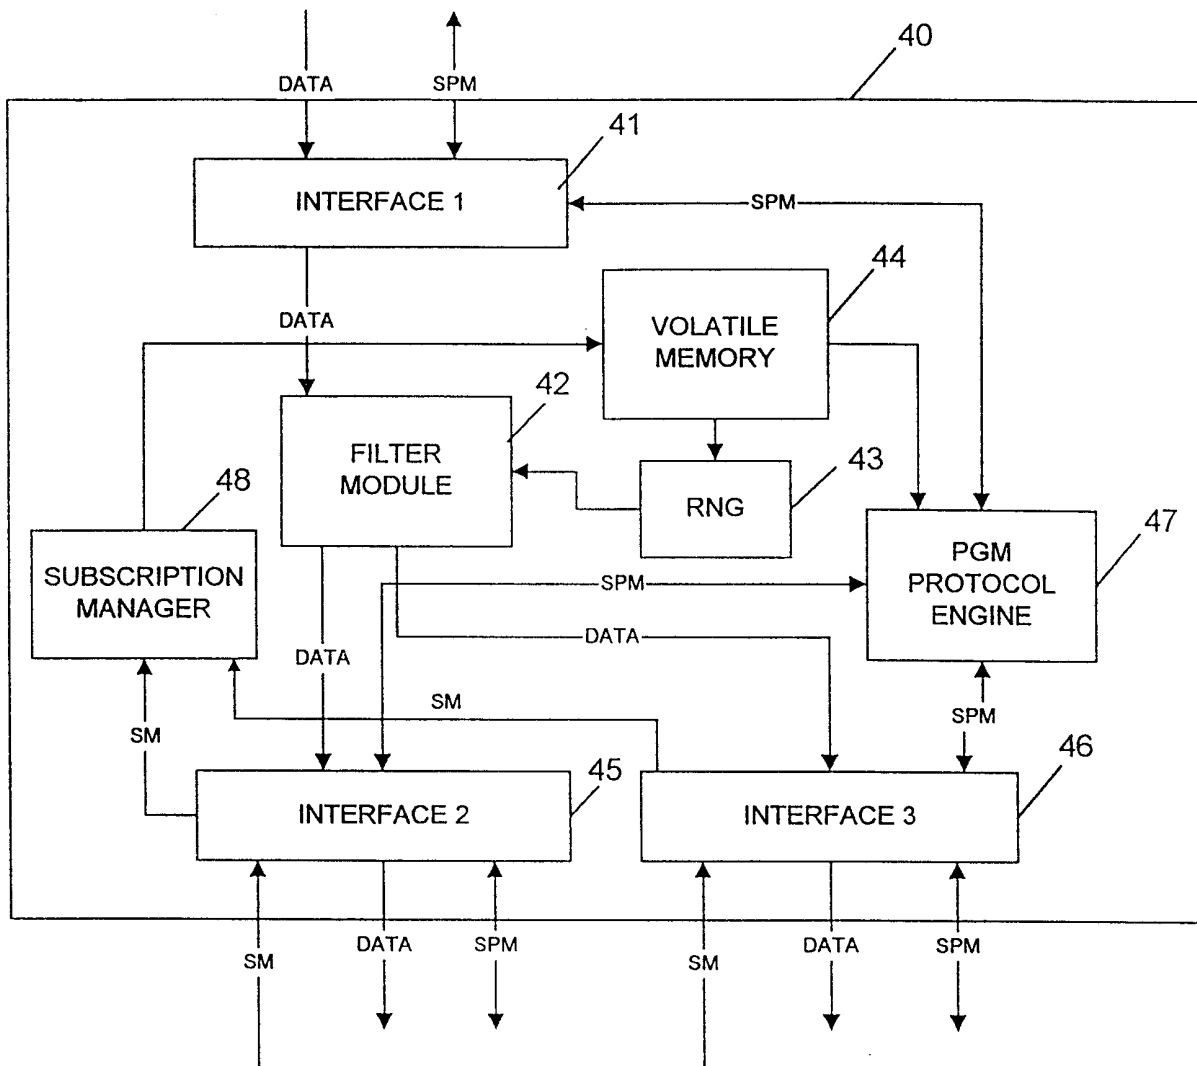 40
DATA
SPM
41
INTERFACE 1
SPM
44
VOLATILE
MEMORY
DATA
42
FILTER
MODULE
43
RNG
48
SUBSCRIPTION
MANAGER
47
PGM
PROTOCOL
ENGINE
SPM
DATA
DATA
SM
SM
SPM
45
INTERFACE 2
46
INTERFACE 3
SM
DATA
SPM
SM
DATA
SPM